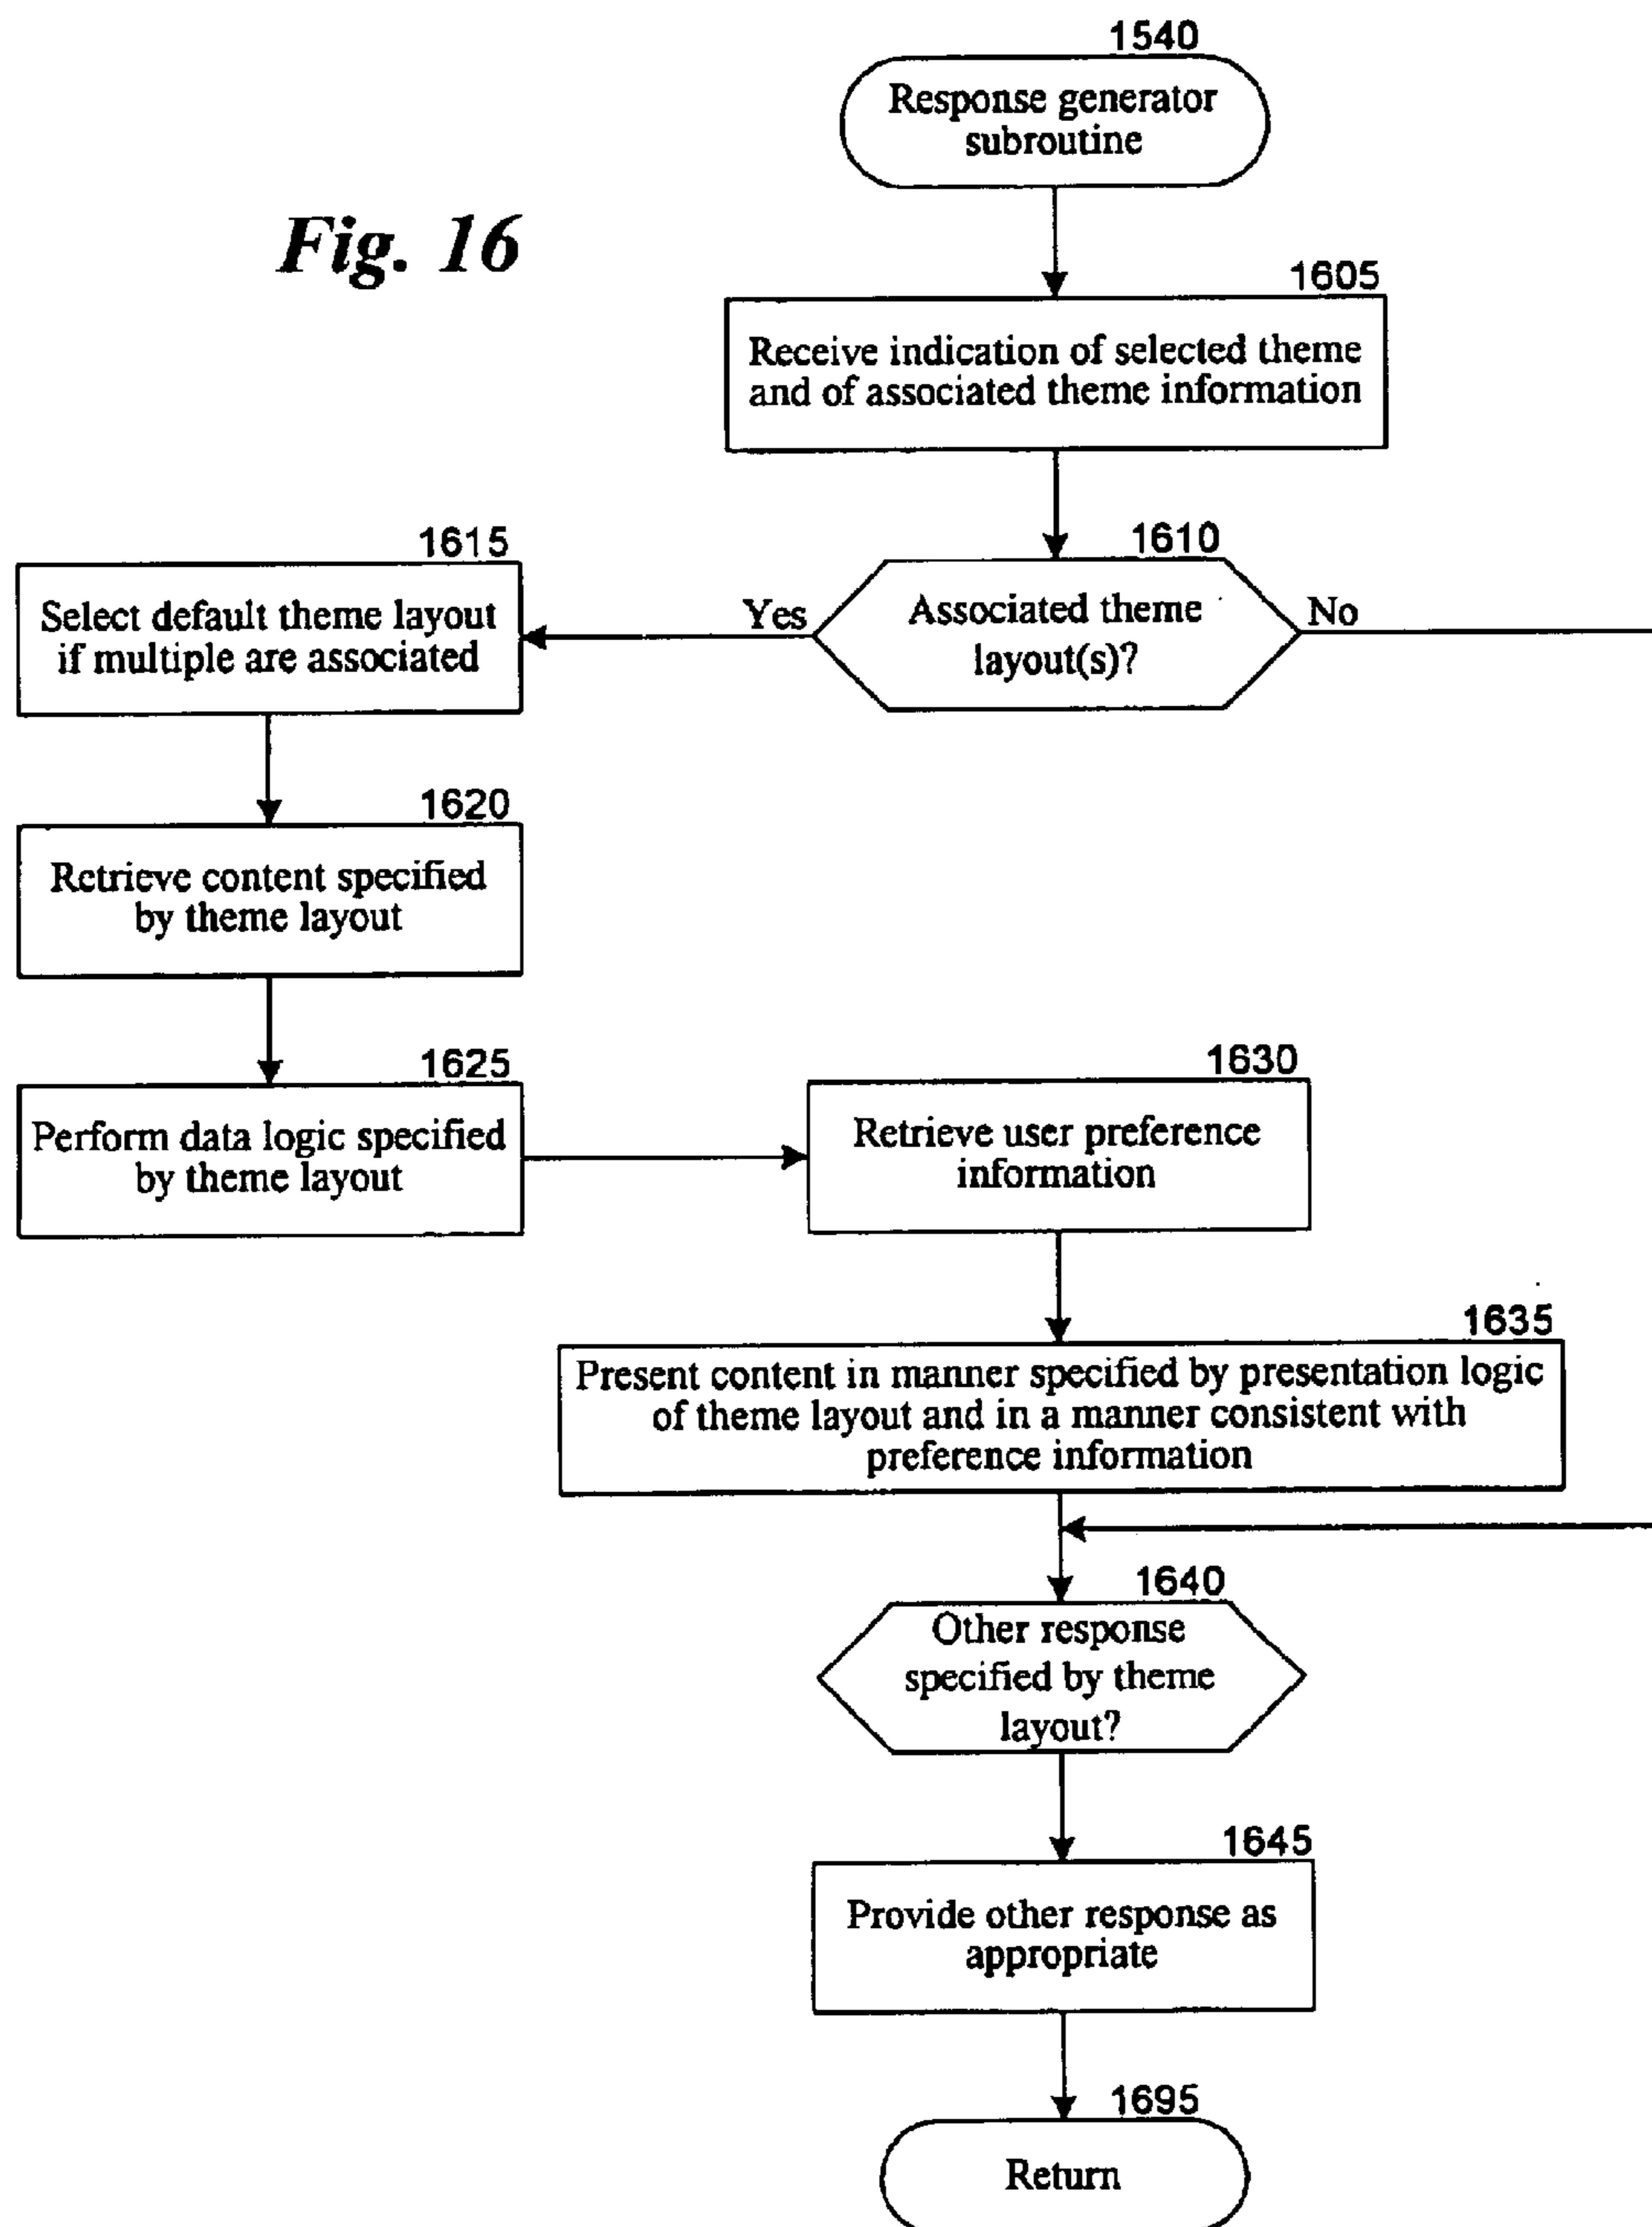 1540
Response generator
subroutine
Fig. 16
1605
Receive indication of selected theme
and of associated theme information
1610
Associated theme
layout(s)?
Yes
No
1615
Select default theme layout
if multiple are associated
1620
Retrieve content specified
by theme layout
1625
Perform data logic specified
by theme layout
1630
Retrieve user preference
information
1635
Present content in manner specified by presentation logic
of theme layout and in a manner consistent with
preference information
1640
Other response
specified by theme
layout?
1645
Provide other response as
appropriate
1695
Return